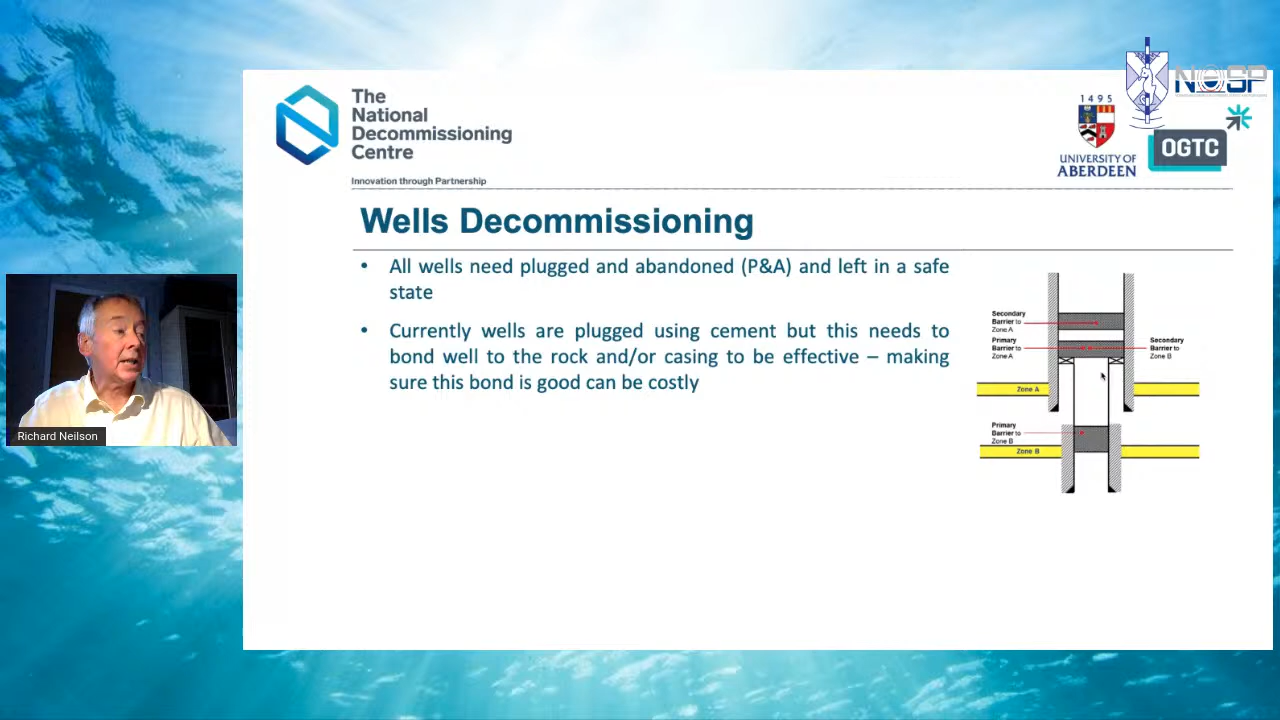 The
National
Decommissioning
Centre
Innovation through Partnership
1495
UNIVERSITY OF
ABERDEEN
OGTC
Wells Decommissioning
• All wells need plugged and abandoned (P&A) and left in a safe
state
• Currently wells are plugged using cement but this needs to
bond well to the rock and/or casing to be effective – making
sure this bond is good can be costly
Secondary
Barrier to
Zone A
Primary
Barrier to
Zone A
Secondary
Barrier to
Zone B
Zone A
Primary
Barrier to
Zone B
Zone B
Richard Neilson